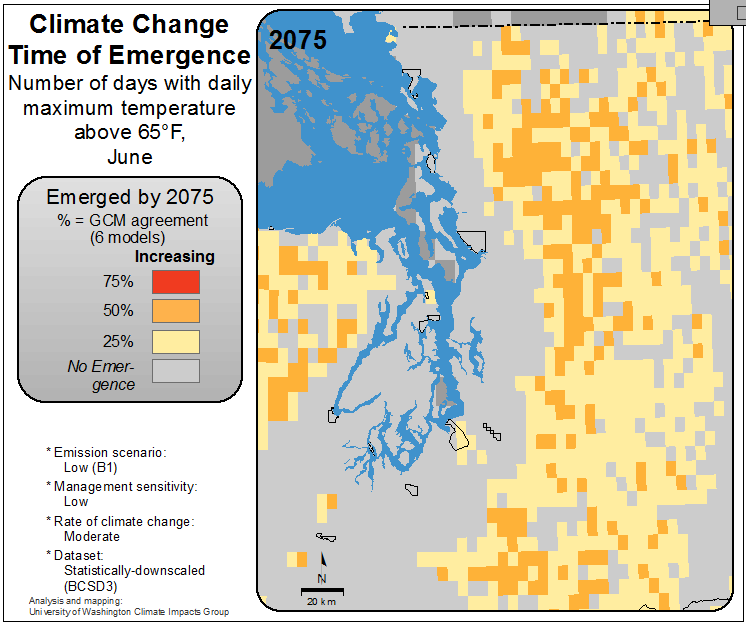 Climate Change
Time of Emergence
Number of days with daily
maximum temperature
above 65°F,
June
Emerged by 2075
% = GCM agreement
(6 models)
Increasing
75%
50%
25%
No Emer-
gence
* Emission scenario:
Low (B1)
* Management sensitivity:
Low
* Rate of climate change:
Moderate
* Dataset:
Statistically-downscaled
(BCSD3)
Analysis and mapping:
University of Washington Climate Impacts Group
2075
N
20 km